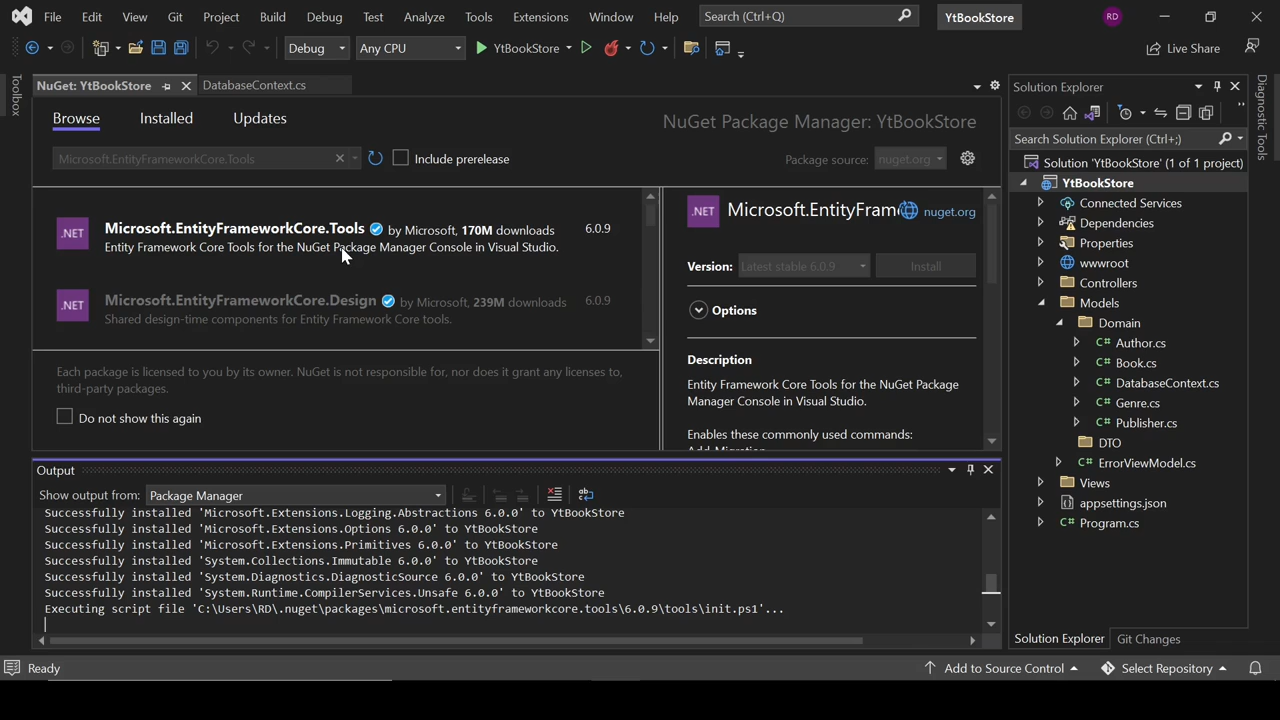 File Edit View Git Project Build Debug Test Analyze Tools Extensions Window Help Search (Ctrl+Q) YtBookStore RD
Debug Any CPU YtBookStore Live Share
Toolbox
NuGet: YtBookStore DatabaseContext.cs
Browse Installed Updates NuGet Package Manager: YtBookStore
Microsoft.EntityFrameworkCore.Tools Include prerelease Package source: nuget.org
.NET Microsoft.EntityFrameworkCore.Tools by Microsoft, 170M downloads 6.0.9
Entity Framework Core Tools for the NuGet Package Manager Console in Visual Studio.
.NET Microsoft.EntityFrameworkCore.Design by Microsoft, 239M downloads 6.0.9
Shared design-time components for Entity Framework Core tools.
Each package is licensed to you by its owner. NuGet is not responsible for, nor does it grant any licenses to,
third-party packages.
Do not show this again
.NET Microsoft.EntityFram nuget.org
Version: Latest stable 6.0.9 Install
Options
Description
Entity Framework Core Tools for the NuGet Package
Manager Console in Visual Studio.
Enables these commonly used commands:
Add-Migration
Output
Show output from: Package Manager
Successfully installed 'Microsoft.Extensions.Logging.Abstractions 6.0.0' to YtBookStore
Successfully installed 'Microsoft.Extensions.Options 6.0.0' to YtBookStore
Successfully installed 'Microsoft.Extensions.Primitives 6.0.0' to YtBookStore
Successfully installed 'System.Collections.Immutable 6.0.0' to YtBookStore
Successfully installed 'System.Diagnostics.DiagnosticSource 6.0.0' to YtBookStore
Successfully installed 'System.Runtime.CompilerServices.Unsafe 6.0.0' to YtBookStore
Executing script file 'C:\Users\RD\.nuget\packages\microsoft.entityframeworkcore.tools\6.0.9\tools\init.ps1'...
Solution Explorer
Search Solution Explorer (Ctrl+;)
Solution 'YtBookStore' (1 of 1 project)
YtBookStore
Connected Services
Dependencies
Properties
wwwroot
Controllers
Models
Domain
C# Author.cs
C# Book.cs
C# DatabaseContext.cs
C# Genre.cs
C# Publisher.cs
DTO
C# ErrorViewModel.cs
Views
appsettings.json
C# Program.cs
Solution Explorer Git Changes
Diagnostic Tools
Ready Add to Source Control Select Repository